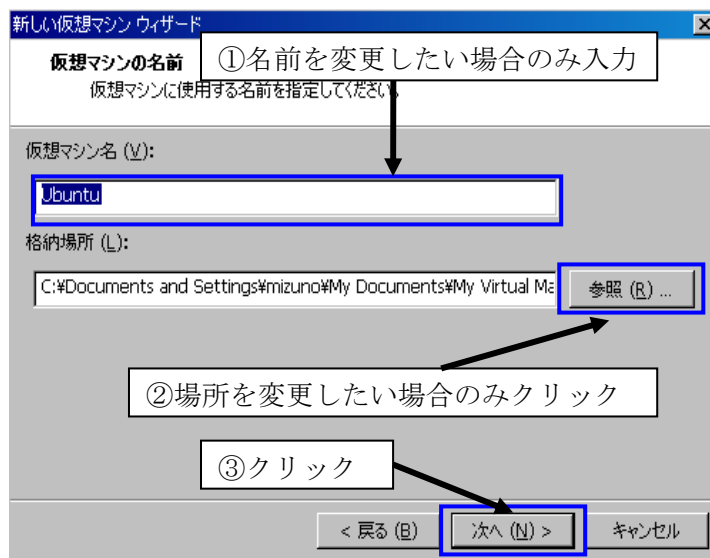 新しい仮想マシン ウィザード
仮想マシンの名前
①名前を変更したい場合のみ入力
仮想マシンに使用する名前を指定してください。
仮想マシン名 (V):
Ubuntu
格納場所 (L):
C:¥Documents and Settings¥mizuno¥My Documents¥My Virtual Ma
参照 (R) ...
②場所を変更したい場合のみクリック
③クリック
< 戻る (B)
次へ (N) >
キャンセル